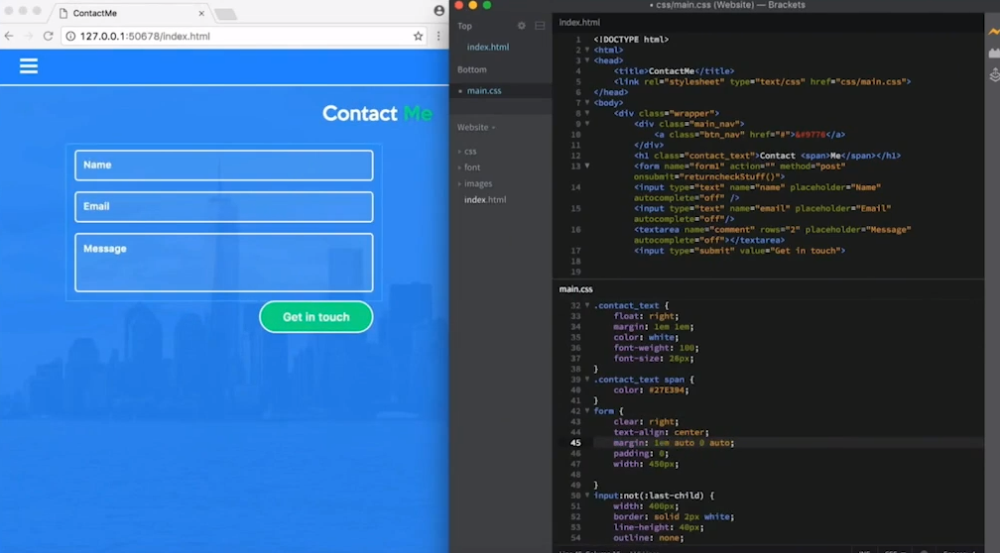 ContactMe
127.0.0.1:50678/index.html
Contact Me
Name
Email
Message
Get in touch
css/main.css (Website) — Brackets
Top
index.html
Bottom
main.css
Website
css
font
images
index.html
index.html
1 <!DOCTYPE html>
2 <html>
3 <head>
4 <title>ContactMe</title>
5 <link rel="stylesheet" type="text/css" href="css/main.css">
6 </head>
7 <body>
8 <div class="wrapper">
9 <div class="main_nav">
10 <a class="btn_nav" href="#">&#9776</a>
11 </div>
12 <h1 class="contact_text">Contact <span>Me</span></h1>
13 <form name="form1" action="" method="post"
onsubmit="returncheckStuff()">
14 <input type="text" name="name" placeholder="Name"
autocomplete="off" />
15 <input type="text" name="email" placeholder="Email"
autocomplete="off"/>
16 <textarea name="comment" rows="2" placeholder="Message"
autocomplete="off"></textarea>
17 <input type="submit" value="Get in touch">
18
19
main.css
32 .contact_text {
33 float: right;
34 margin: 1em 1em;
35 color: white;
36 font-weight: 100;
37 font-size: 26px;
38 }
39 .contact_text span {
40 color: #27E394;
41 }
42 form {
43 clear: right;
44 text-align: center;
45 margin: 1em auto 0 auto;
46 padding: 0;
47 width: 450px;
48
49 }
50 input:not(:last-child) {
51 width: 400px;
52 border: solid 2px white;
53 line-height: 40px;
54 outline: none;